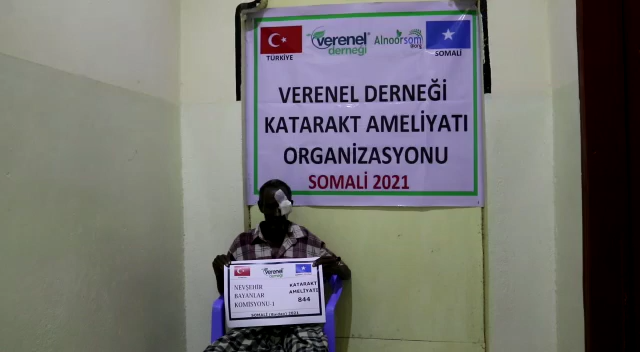 verenel derneği
Alnoorsom
TÜRKİYE
SOMALİ
VERENEL DERNEĞİ
KATARAKT AMELİYATI
ORGANİZASYONU
SOMALİ 2021
verenel derneği
NEVŞEHİR
BAYANLAR
KOMİSYONU-1
KATARAKT
AMELİYATI
844